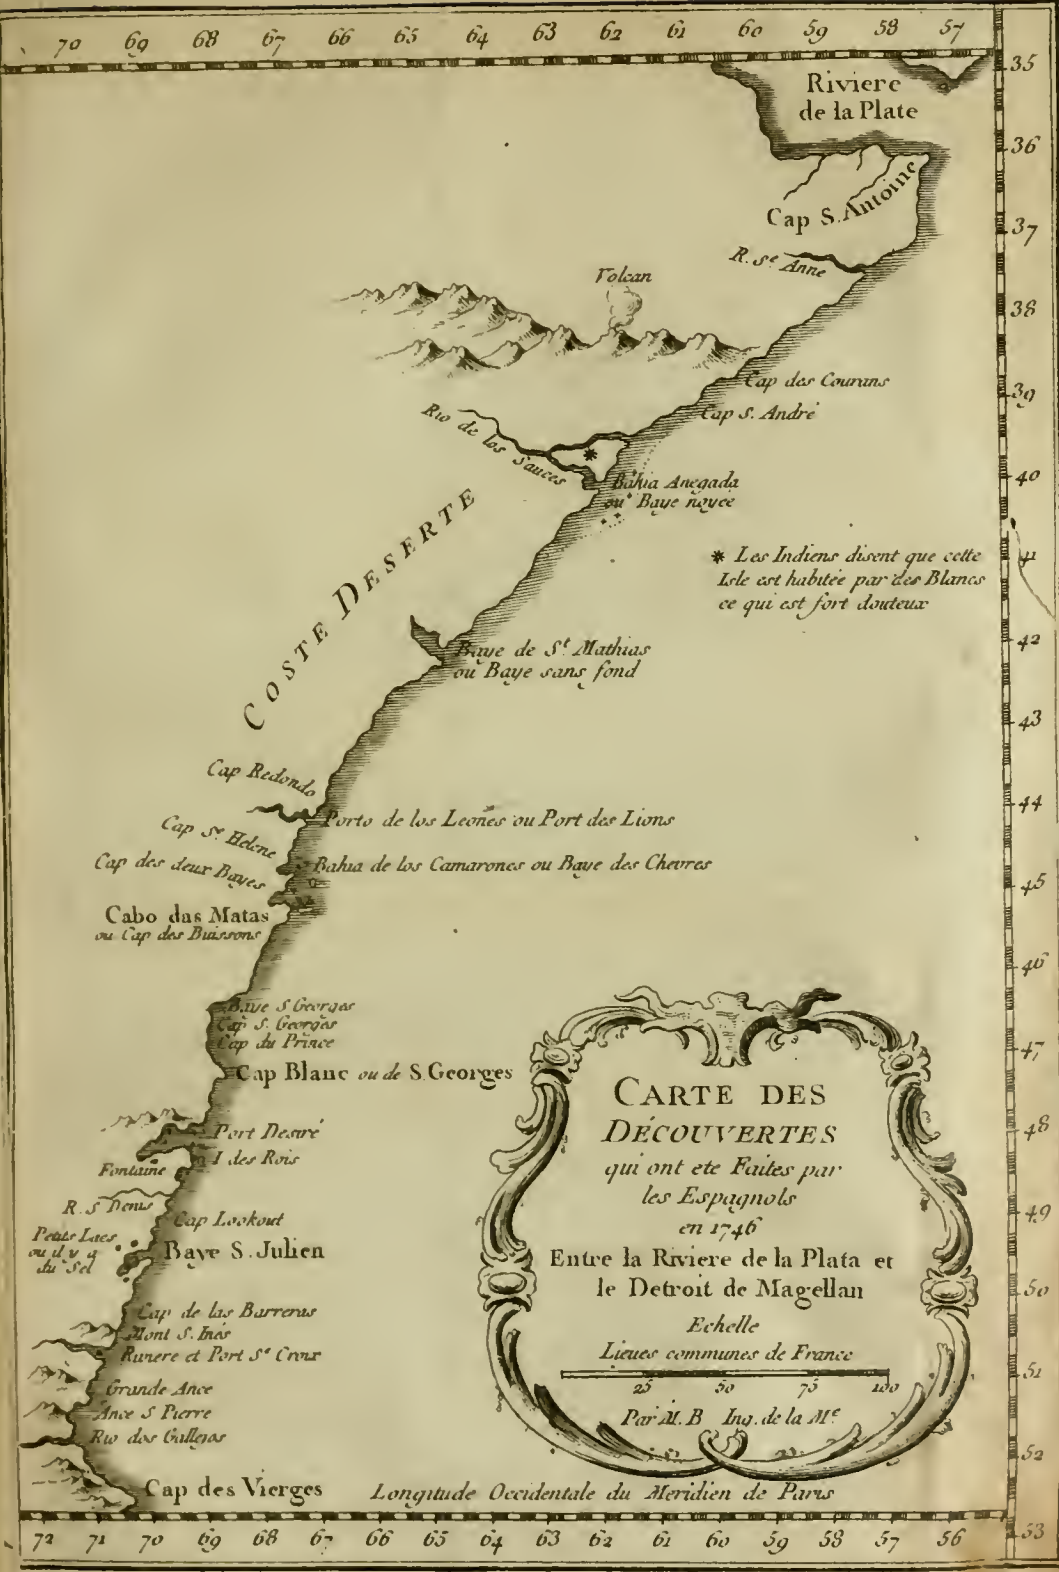 70 69 68 67 66 65 64 63 62 61 60 59 58 57
35
Riviere
de la Plate
36
Cap S. Antoine
37
R. Ste. Anne
Volcan
38
Cap des Courans
39
Cap S. André
Rio de los Sauces
40
Bahia Anegada
ou Baye noyée
COSTE DESERTE
41
* Les Indiens disent que cette
Isle est habitée par des Blancs
ce qui est fort douteux
42
Baye de St. Mathias
ou Baye sans fond
43
Cap Redondo
44
Porto de los Leones ou Port des Lions
Cap Ste. Helene
Cap des deux Bayes
Bahia de los Camarones ou Baye des Chevres
45
Cabo das Matas
ou Cap des Buissons
46
Baye S Georges
Cap S. Georges
Cap du Prince
47
Cap Blanc ou de S. Georges
48
Port Desiré
I des Rois
Fontaine
R. S Denis
49
Cap Lookout
Petits Lacs
ou il y a
du Sel
Baye S. Julien
50
Cap de las Barreras
Mont S. Inés
Riviere et Port Se Croix
51
Grande Ance
Ance S Pierre
Rio dos Galleras
52
Cap des Vierges
53
CARTE DES
DÉCOUVERTES
qui ont ete Faites par
les Espagnols
en 1746
Entre la Riviere de la Plata et
le Detroit de Magellan
Echelle
Lieues communes de France
25 50 75 100
Par M. B Ing. de la Me.
Longitude Occidentale du Meridien de Paris
72 71 70 69 68 67 66 65 64 63 62 61 60 59 58 57 56